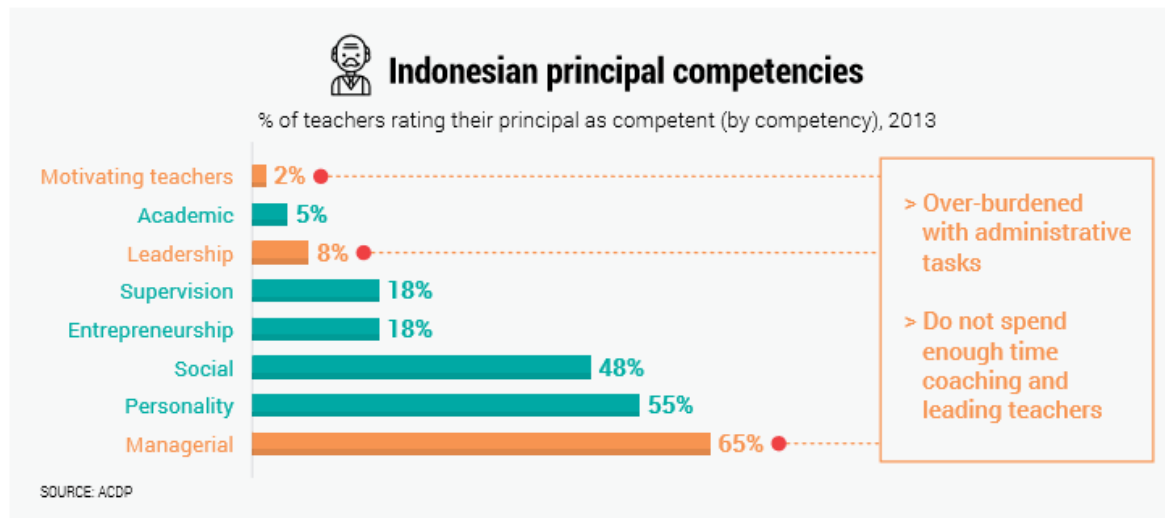 Indonesian principal competencies
% of teachers rating their principal as competent (by competency), 2013
Motivating teachers 2%
Academic 5%
Leadership 8%
Supervision 18%
Entrepreneurship 18%
Social 48%
Personality 55%
Managerial 65%
> Over-burdened
with administrative
tasks
> Do not spend
enough time
coaching and
leading teachers
SOURCE: ACDP